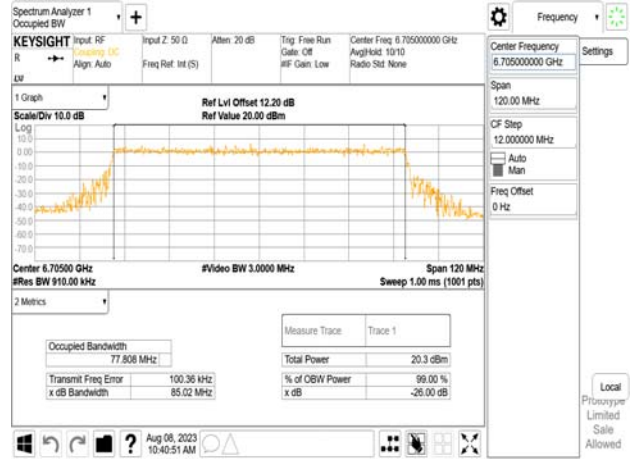 Spectrum Analyzer 1
Occupied BW
Frequency
KEYSIGHT
Input: RF
Coupling: DC
Align: Auto
Input Z: 50 Ω
Freq Ref: Int (S)
Atten: 20 dB
Trig: Free Run
Gate: Off
#IF Gain: Low
Center Freq: 6.705000000 GHz
Avg|Hold: 10/10
Radio Std: None
R
LVI
Center Frequency
6.705000000 GHz
Settings
Span
120.00 MHz
CF Step
12.000000 MHz
Auto
Man
Freq Offset
0 Hz
1 Graph
Scale/Div 10.0 dB
Ref Lvl Offset 12.20 dB
Ref Value 20.00 dBm
Log
10.0
0.00
-10.0
-20.0
-30.0
-40.0
-50.0
-60.0
-70.0
Center 6.70500 GHz
#Res BW 910.00 kHz
#Video BW 3.0000 MHz
Span 120 MHz
Sweep 1.00 ms (1001 pts)
2 Metrics
Measure Trace
Trace 1
Occupied Bandwidth
77.808 MHz
Total Power
20.3 dBm
Transmit Freq Error
100.36 kHz
% of OBW Power
99.00 %
x dB Bandwidth
85.02 MHz
x dB
-26.00 dB
Local
Prototype
Limited
Sale
Allowed
?
Aug 08, 2023
10:40:51 AM